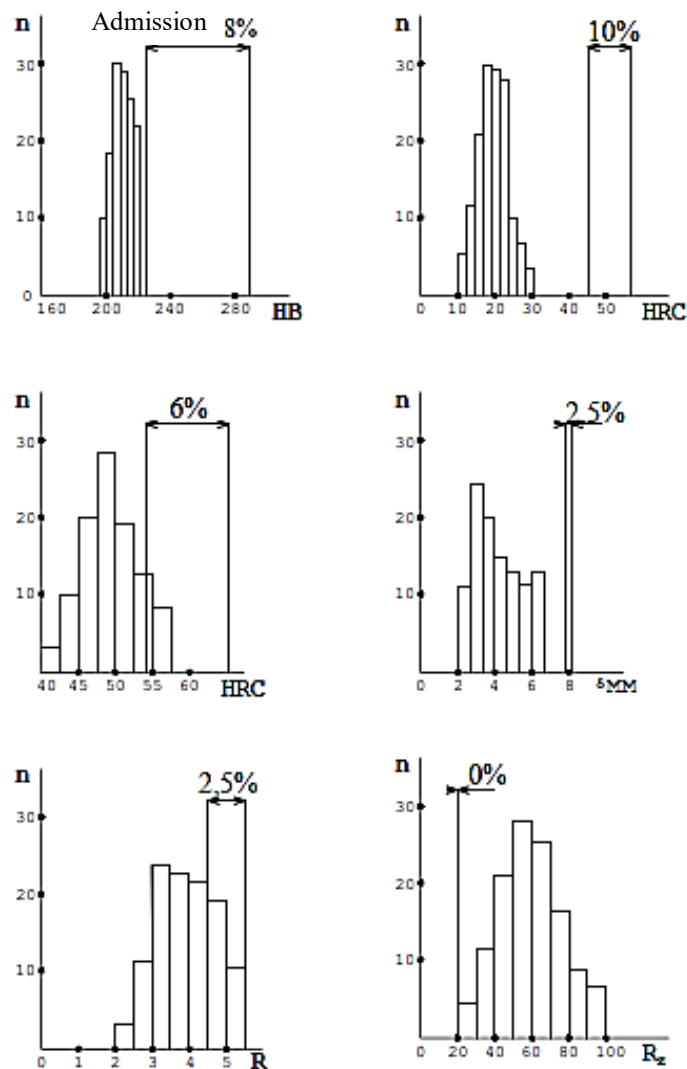 n Admission
8%
30
20
10
0
160 200 240 280 HB
n 10%
30
20
10
0 10 20 30 40 50 HRC
n 6%
30
20
10
40 45 50 55 60 HRC
n 2.5%
30
20
10
0 2 4 6 8 δMM
n 2,5%
30
20
10
0 1 2 3 4 5 R
n 0%
30
20
10
0 20 40 60 80 100 Rz